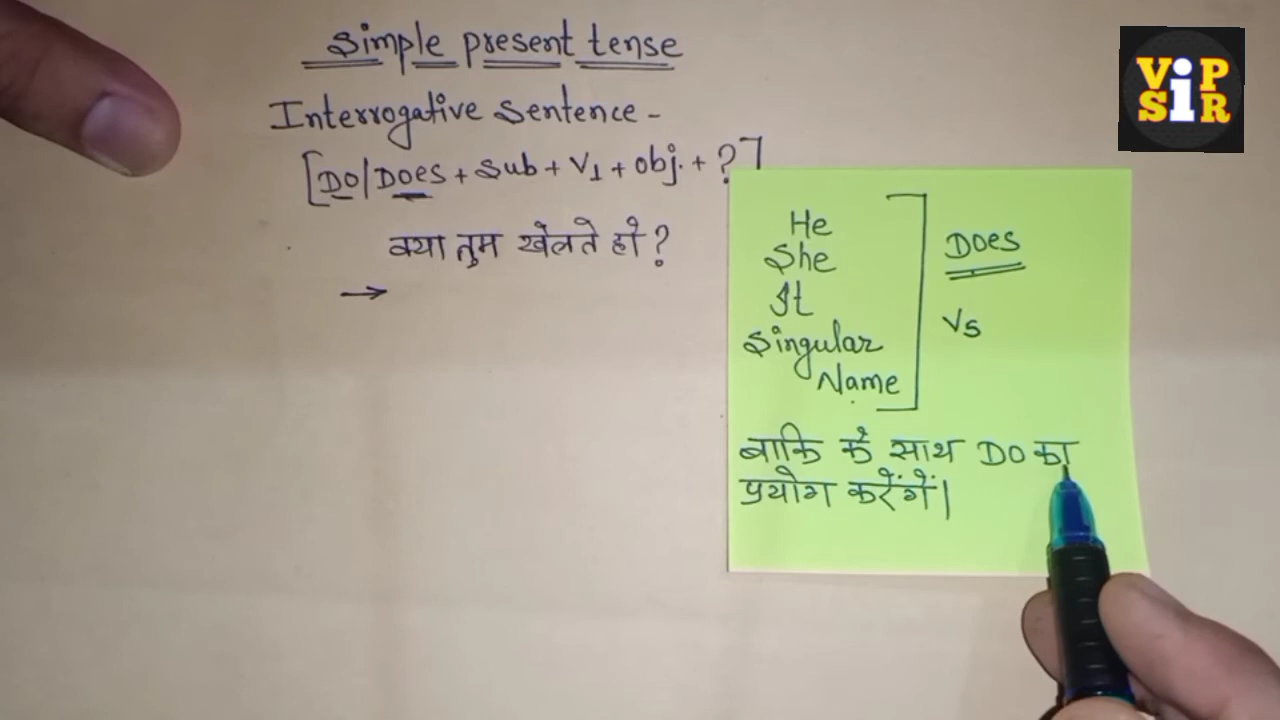 Simple present tense
Interrogative Sentence -
[Do/Does + Sub + V1 + obj. + ?]
क्या तुम खेलते हो ?
→
He
She
It
Singular
Name
Does
Vs
बाकि के साथ Do का
प्रयोग करेंगें।
ViP
SiR